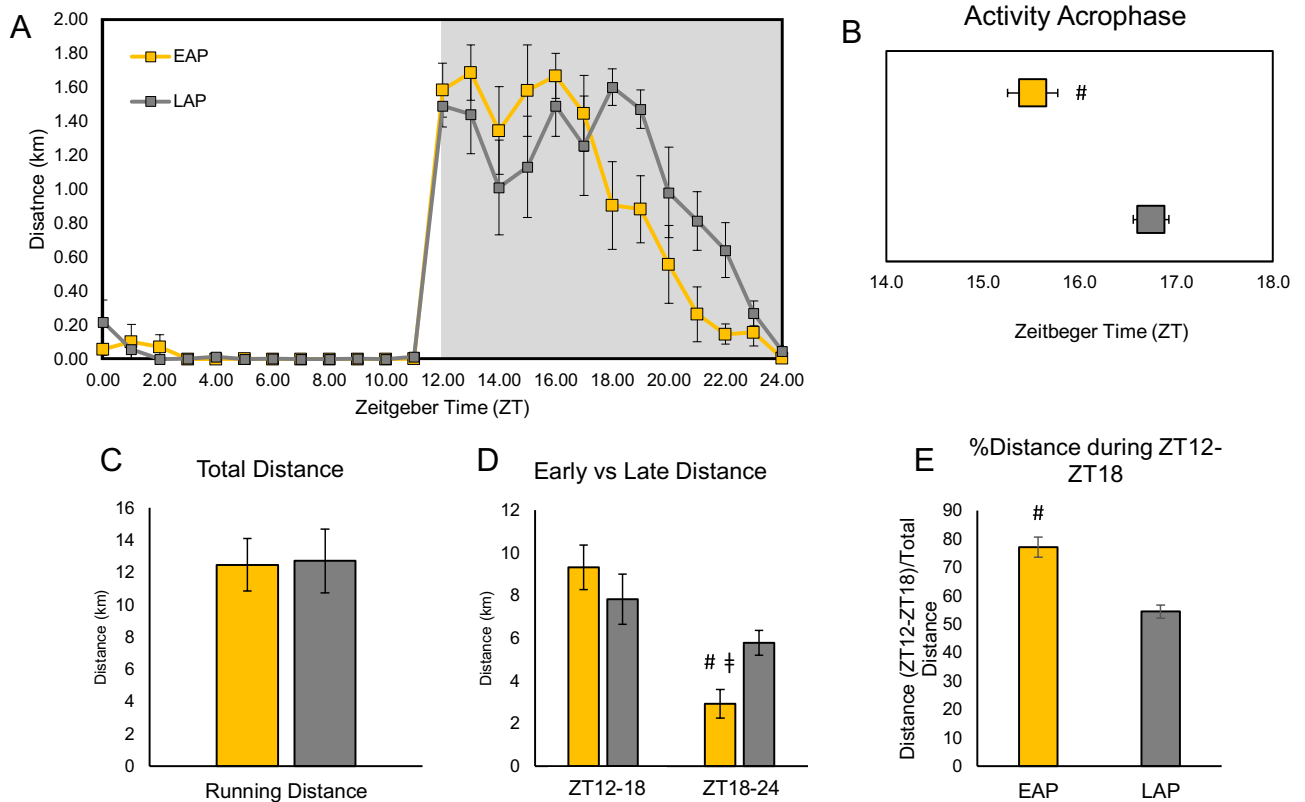 A
2.00
1.80
1.60
1.40
1.20
1.00
0.80
0.60
0.40
0.20
0.00
Disatnce (km)
EAP
LAP
0.00 2.00 4.00 6.00 8.00 10.00 12.00 14.00 16.00 18.00 20.00 22.00 24.00
Zeitgeber Time (ZT)
B
Activity Acrophase
#
14.0 15.0 16.0 17.0 18.0
Zeitbeger Time (ZT)
C
Total Distance
16
14
12
10
8
6
4
2
0
Distance (km)
Running Distance
D
Early vs Late Distance
12
10
8
6
4
2
0
Distance (km)
# ǂ
ZT12-18 ZT18-24
E
%Distance during ZT12-
ZT18
90
80
70
60
50
40
30
20
10
0
Distance (ZT12-ZT18)/Total
Distance
#
EAP LAP